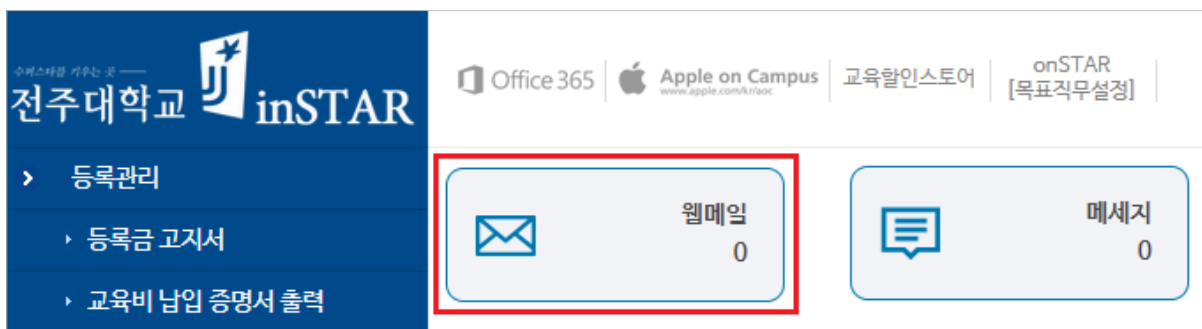 수퍼스타를 키우는 곳
전주대학교 inSTAR
Office 365
Apple on Campus
www.apple.com/kr/aoc
교육할인스토어
onSTAR
[목표직무설정]
등록관리
등록금 고지서
교육비 납입 증명서 출력
웹메일
0
메세지
0